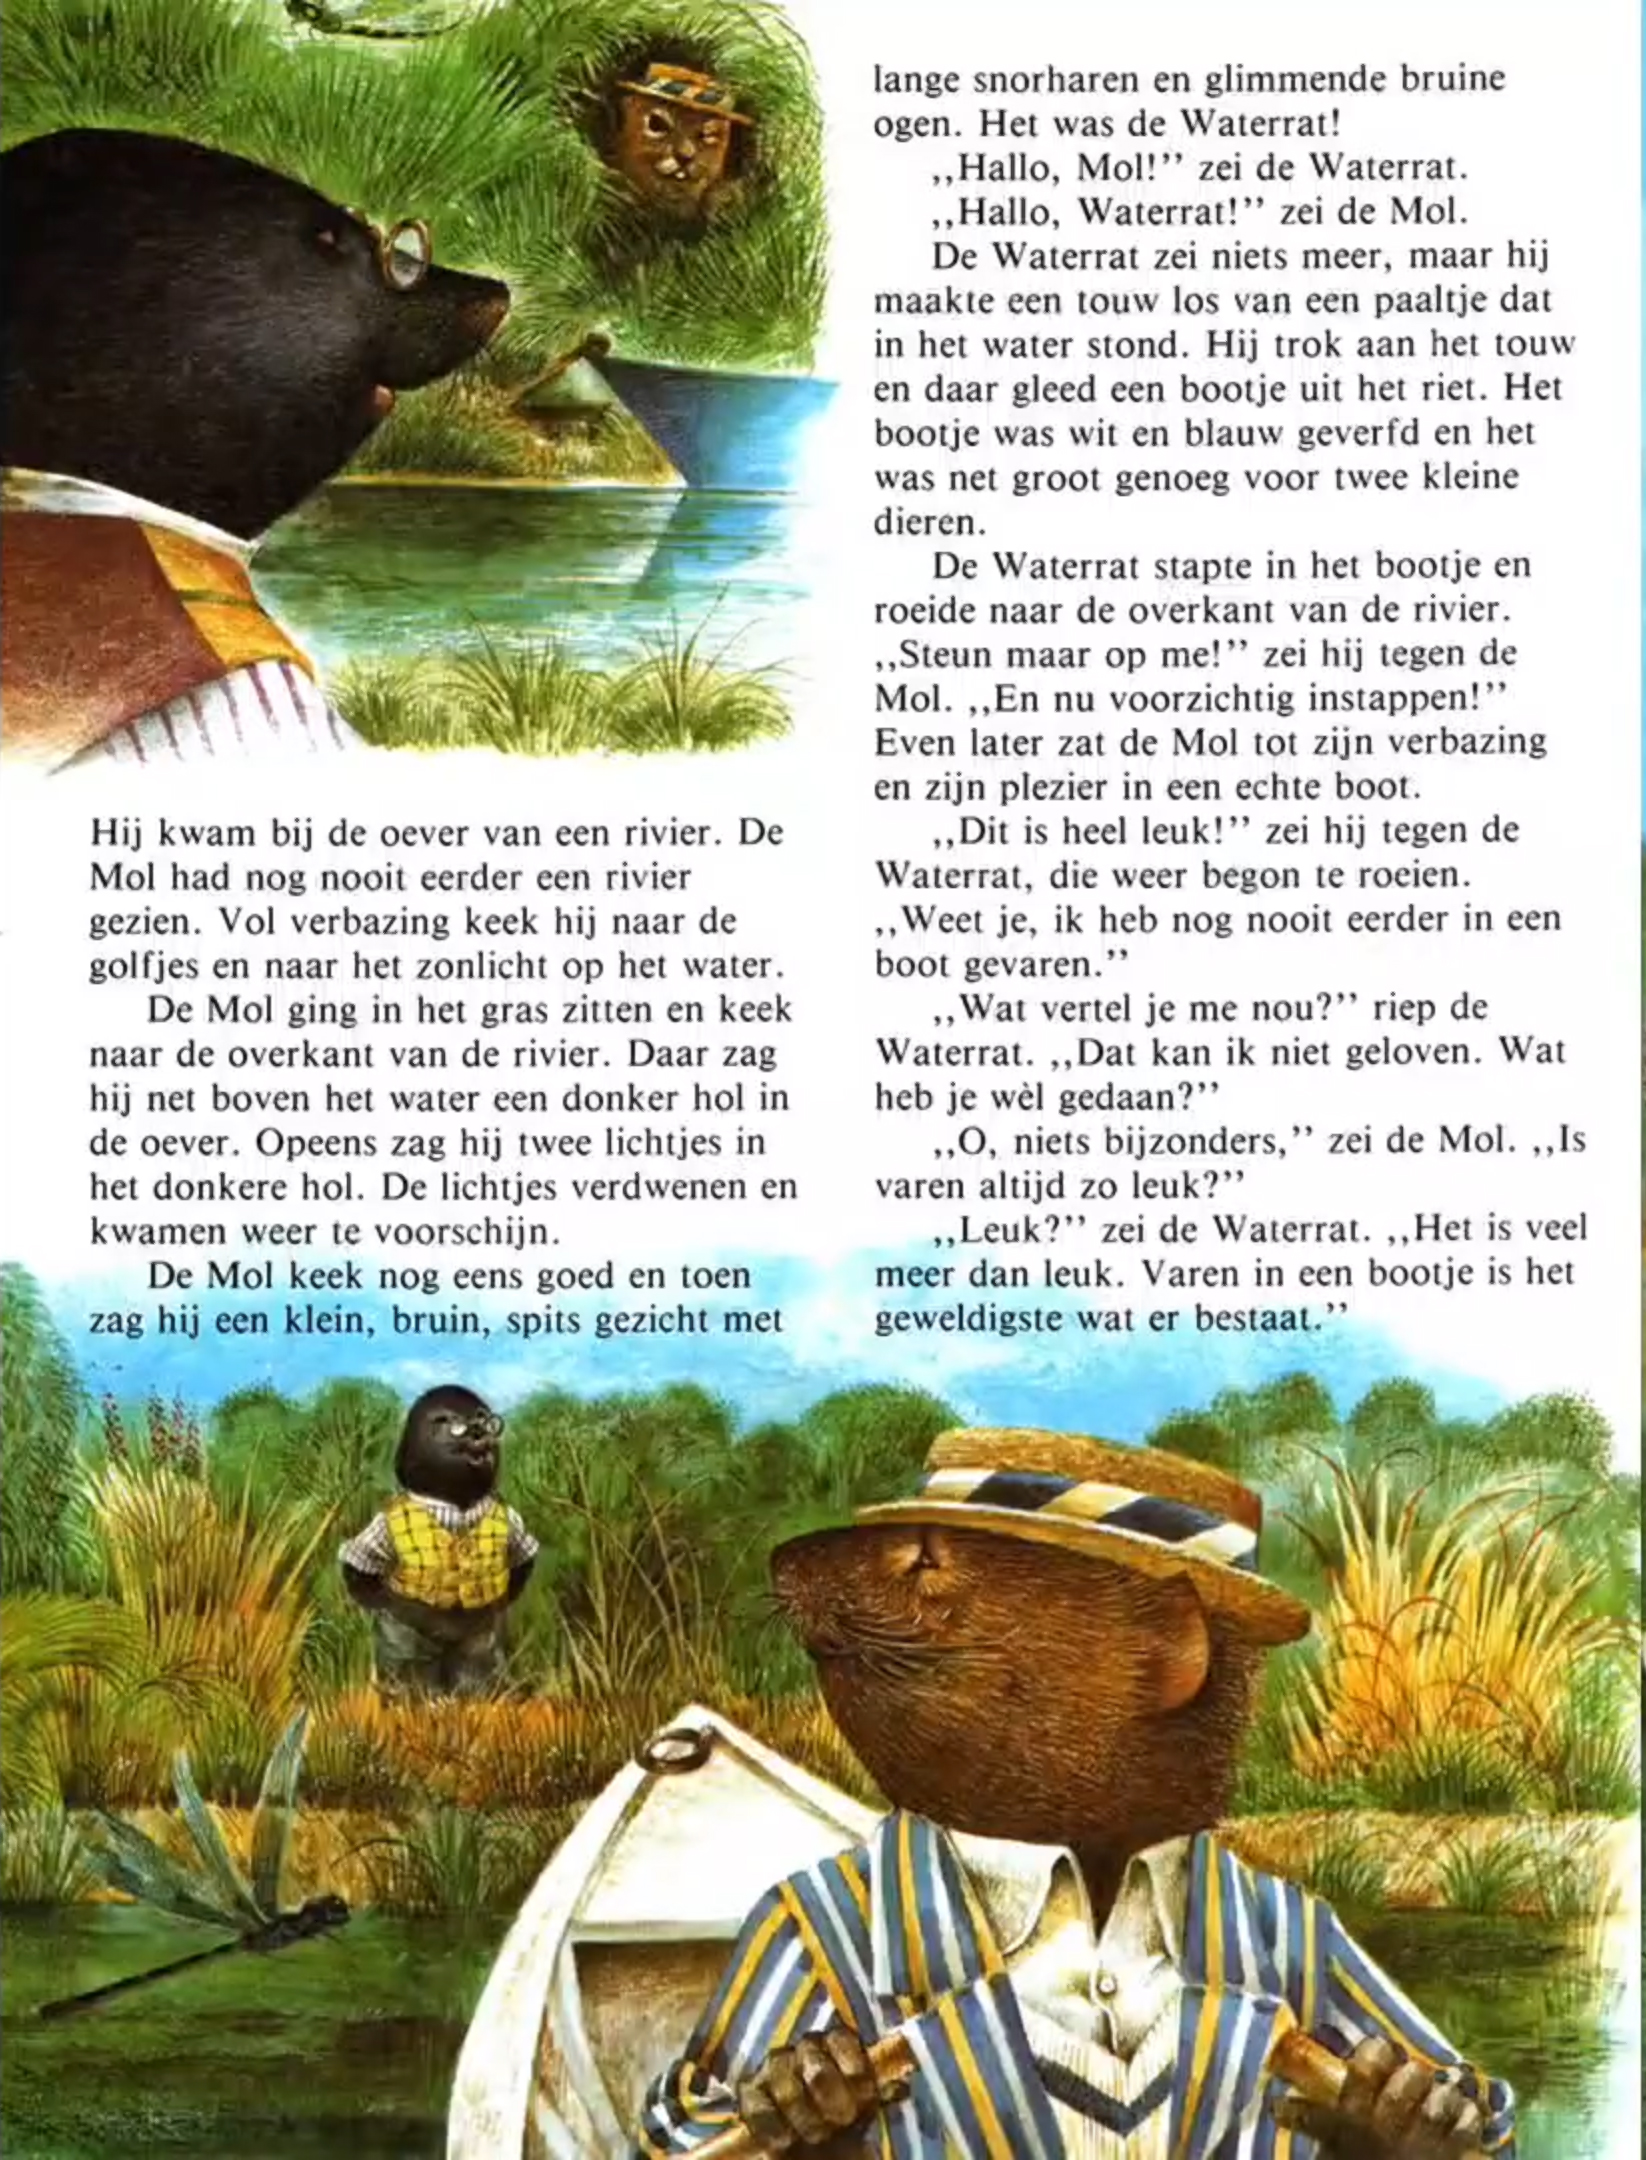 Hij kwam bij de oever van een rivier. De
Mol had nog nooit eerder een rivier
gezien. Vol verbazing keek hij naar de
golfjes en naar het zonlicht op het water.
De Mol ging in het gras zitten en keek
naar de overkant van de rivier. Daar zag
hij net boven het water een donker hol in
de oever. Opeens zag hij twee lichtjes in
het donkere hol. De lichtjes verdwenen en
kwamen weer te voorschijn.
De Mol keek nog eens goed en toen
zag hij een klein, bruin, spits gezicht met
lange snorharen en glimmende bruine
ogen. Het was de Waterrat!
,,Hallo, Mol!” zei de Waterrat.
,,Hallo, Waterrat!” zei de Mol.
De Waterrat zei niets meer, maar hij
maakte een touw los van een paaltje dat
in het water stond. Hij trok aan het touw
en daar gleed een bootje uit het riet. Het
bootje was wit en blauw geverfd en het
was net groot genoeg voor twee kleine
dieren.
De Waterrat stapte in het bootje en
roeide naar de overkant van de rivier.
,,Steun maar op me!” zei hij tegen de
Mol. ,,En nu voorzichtig instappen!”
Even later zat de Mol tot zijn verbazing
en zijn plezier in een echte boot.
,,Dit is heel leuk!” zei hij tegen de
Waterrat, die weer begon te roeien.
,,Weet je, ik heb nog nooit eerder in een
boot gevaren.”
,,Wat vertel je me nou?” riep de
Waterrat. ,,Dat kan ik niet geloven. Wat
heb je wèl gedaan?”
,,O, niets bijzonders,” zei de Mol. ,,Is
varen altijd zo leuk?”
,,Leuk?” zei de Waterrat. ,,Het is veel
meer dan leuk. Varen in een bootje is het
geweldigste wat er bestaat.”